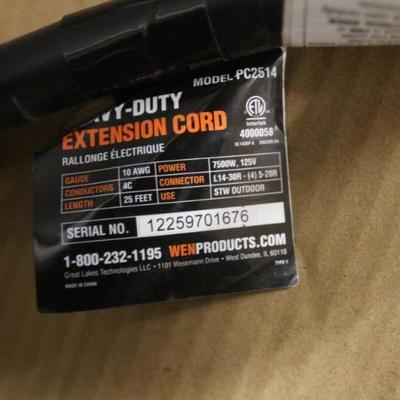 MODEL PC2514
HEAVY-DUTY
EXTENSION CORD
RALLONGE ÉLECTRIQUE
ETL
Intertek
4000058
GAUGE 10 AWG POWER 7500W, 125V
CONDUCTORS 4C CONNECTOR L14-30R - (4) 5-20R
LENGTH 25 FEET USE STW OUTDOOR
SERIAL NO. 12259701676
1-800-232-1195 WENPRODUCTS.COM
Great Lakes Technologies LLC • 1101 Wesemann Drive • West Dundee, IL 60118
MADE IN CHINA